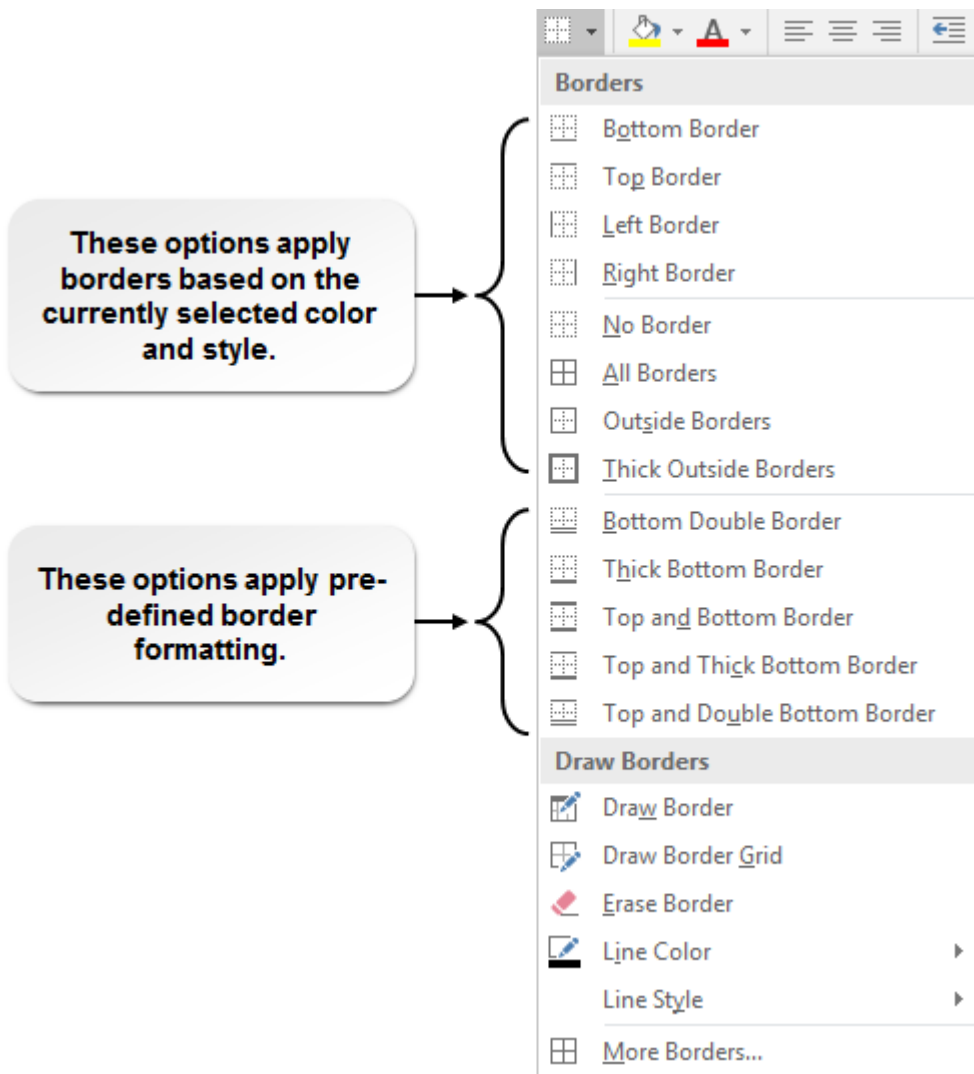 A
Borders
Bottom Border
Top Border
Left Border
Right Border
No Border
All Borders
Outside Borders
Thick Outside Borders
These options apply
borders based on the
currently selected color
and style.
Bottom Double Border
Thick Bottom Border
Top and Bottom Border
Top and Thick Bottom Border
Top and Double Bottom Border
These options apply pre-
defined border
formatting.
Draw Borders
Draw Border
Draw Border Grid
Erase Border
Line Color
Line Style
More Borders...